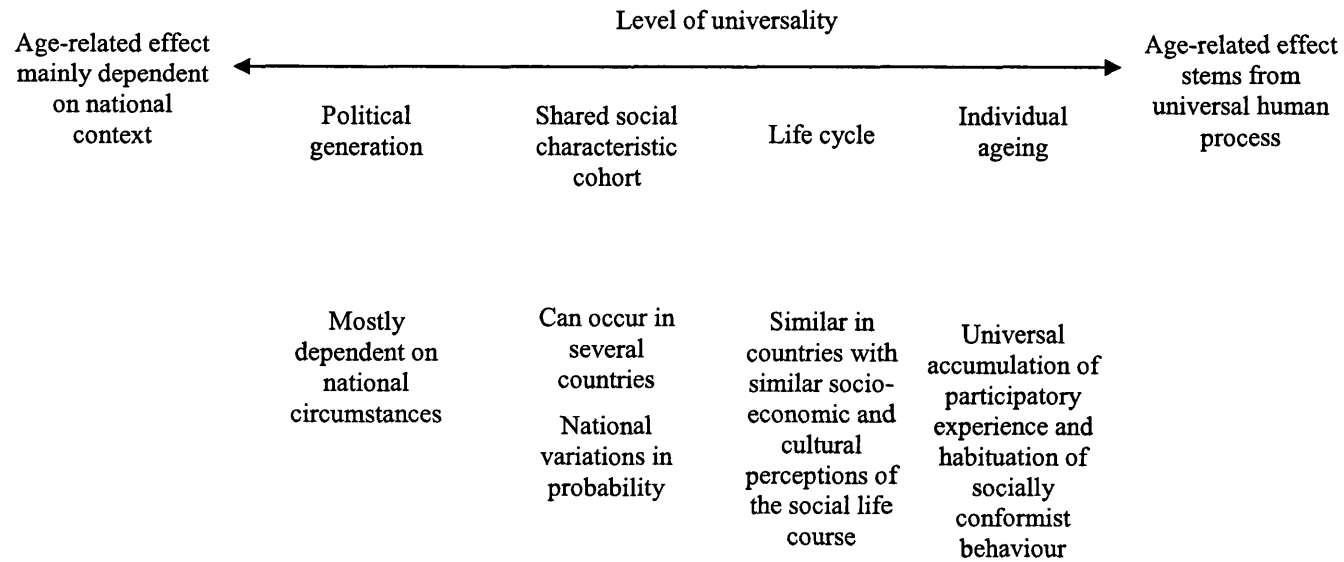 Level of universality
Age-related effect
mainly dependent
on national
context
Age-related effect
stems from
universal human
process
Political
generation
Shared social
characteristic
cohort
Life cycle
Individual
ageing
Mostly
dependent on
national
circumstances
Can occur in
several
countries
National
variations in
probability
Similar in
countries with
similar socio-
economic and
cultural
perceptions of
the social life
course
Universal
accumulation of
participatory
experience and
habituation of
socially
conformist
behaviour